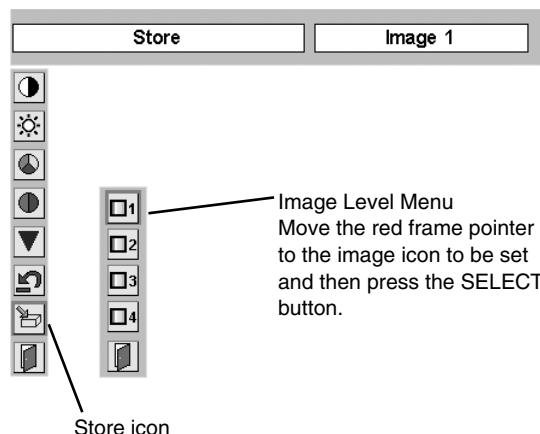 Store
Image 1
1
Image Level Menu
Move the red frame pointer
2
to the image icon to be set
3
and then press the SELECT
4
button.
Store icon